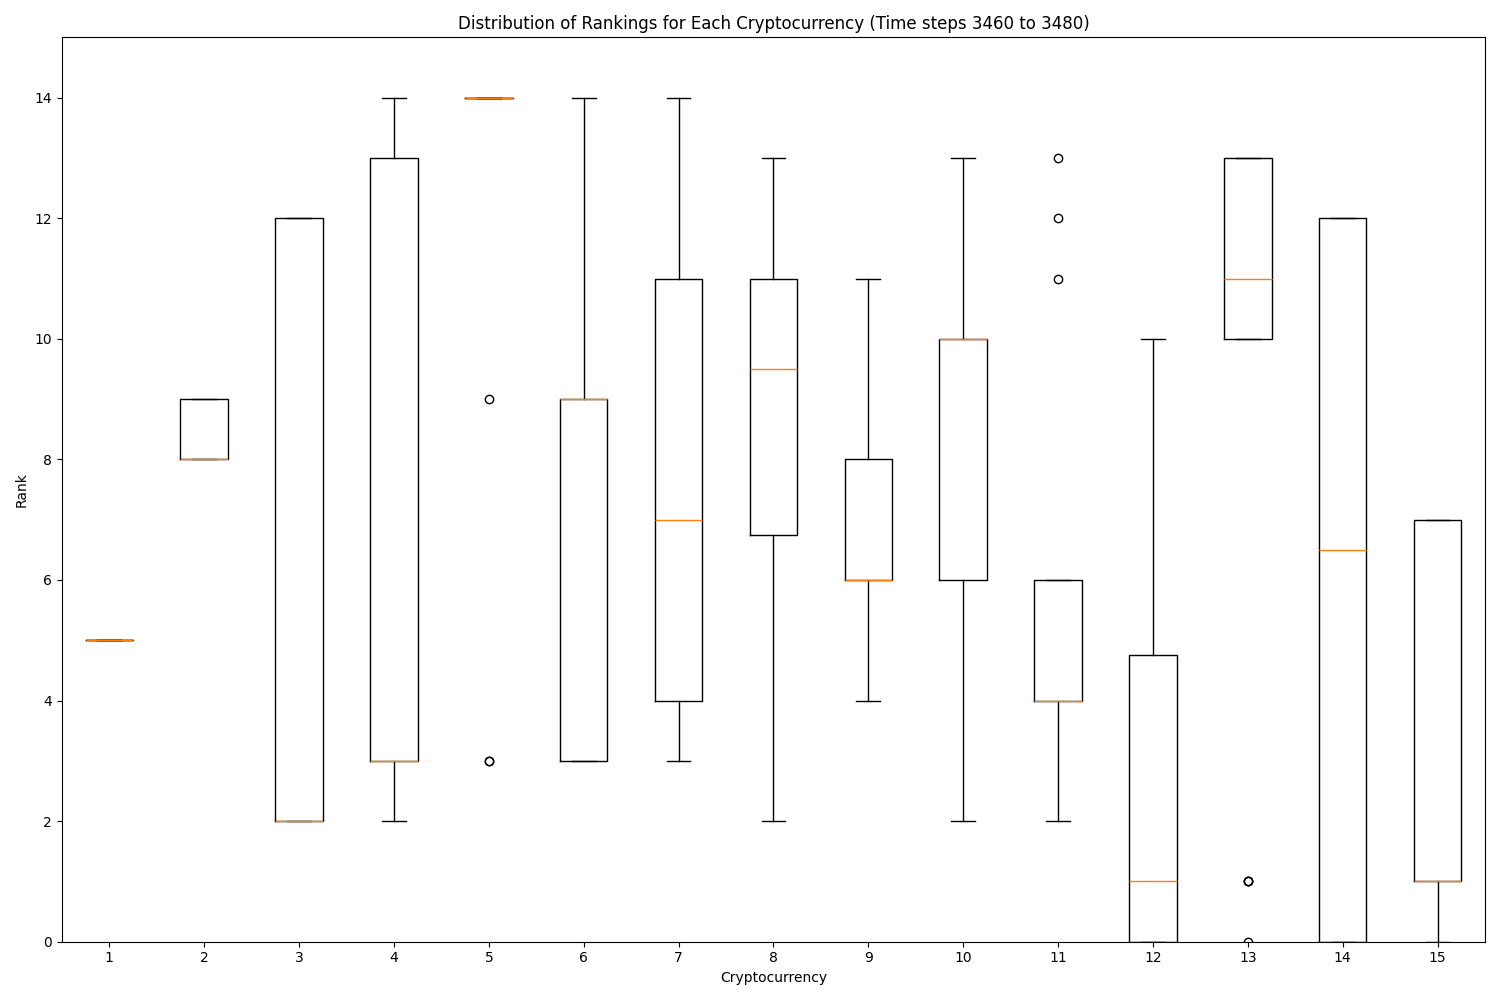 Distribution of Rankings for Each Cryptocurrency (Time steps 3460 to 3480)
14
12
10
8
6
4
2
0
Rank
1 2 3 4 5 6 7 8 9 10 11 12 13 14 15
Cryptocurrency